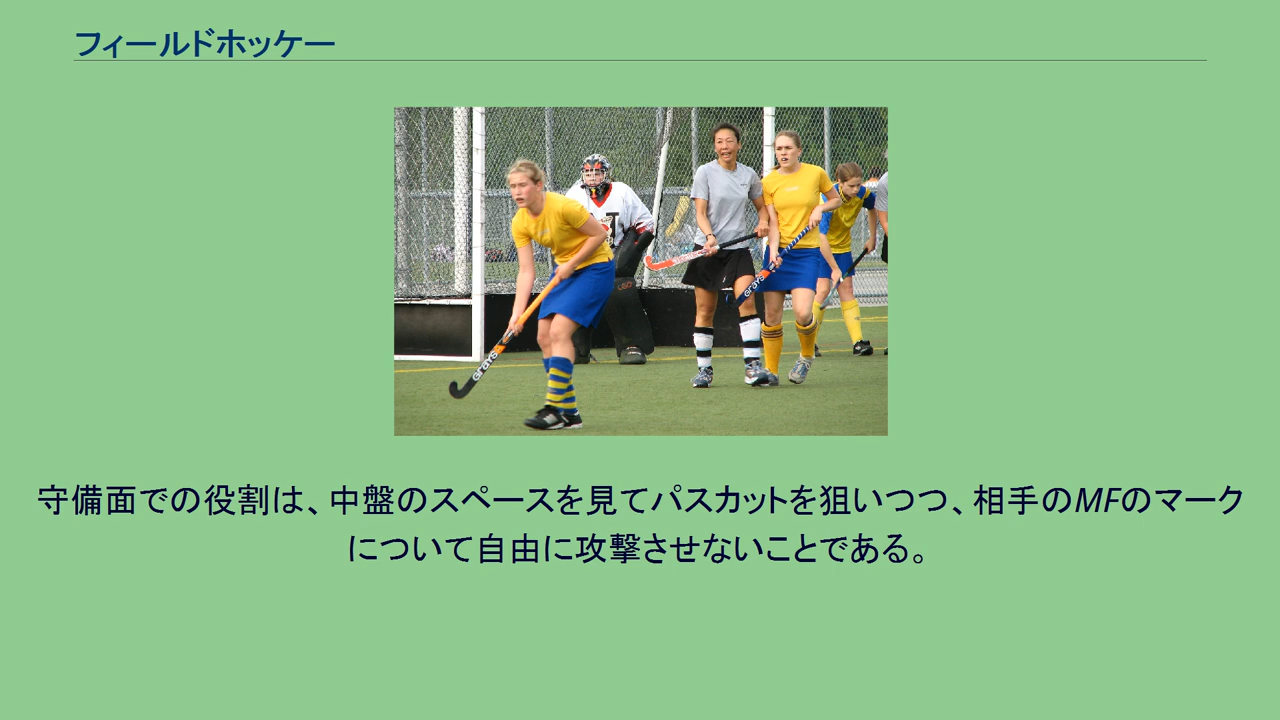 フィールドホッケー
GRAYS
GRAYS
守備面での役割は、中盤のスペースを見てパスカットを狙いつつ、相手のMFのマーク
について自由に攻撃させないことである。